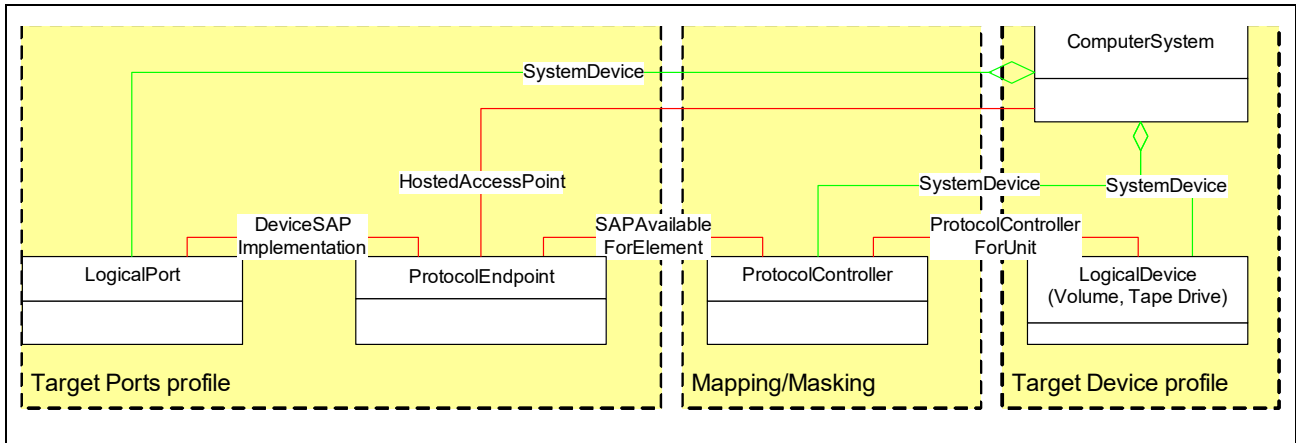 ComputerSystem
SystemDevice
HostedAccessPoint
SystemDevice
SystemDevice
DeviceSAP
Implementation
SAPAvailable
ForElement
ProtocolController
ForUnit
LogicalPort
ProtocolEndpoint
ProtocolController
LogicalDevice
(Volume, Tape Drive)
Target Ports profile
Mapping/Masking
Target Device profile